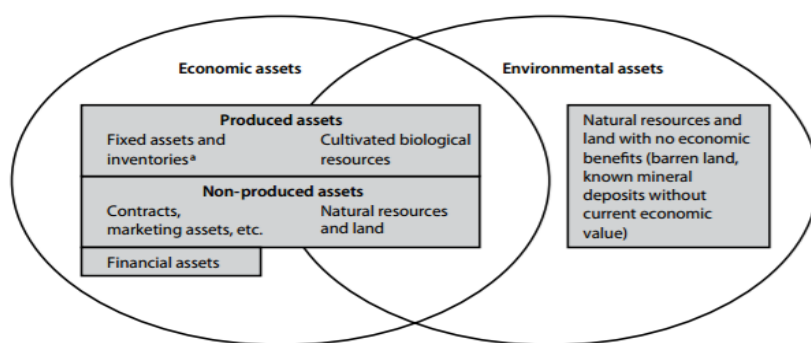 Economic assets
Environmental assets
Produced assets
Fixed assets and
inventoriesᵃ
Cultivated biological
resources
Non-produced assets
Contracts,
marketing assets, etc.
Natural resources
and land
Financial assets
Natural resources and
land with no economic
benefits (barren land,
known mineral
deposits without
current economic
value)